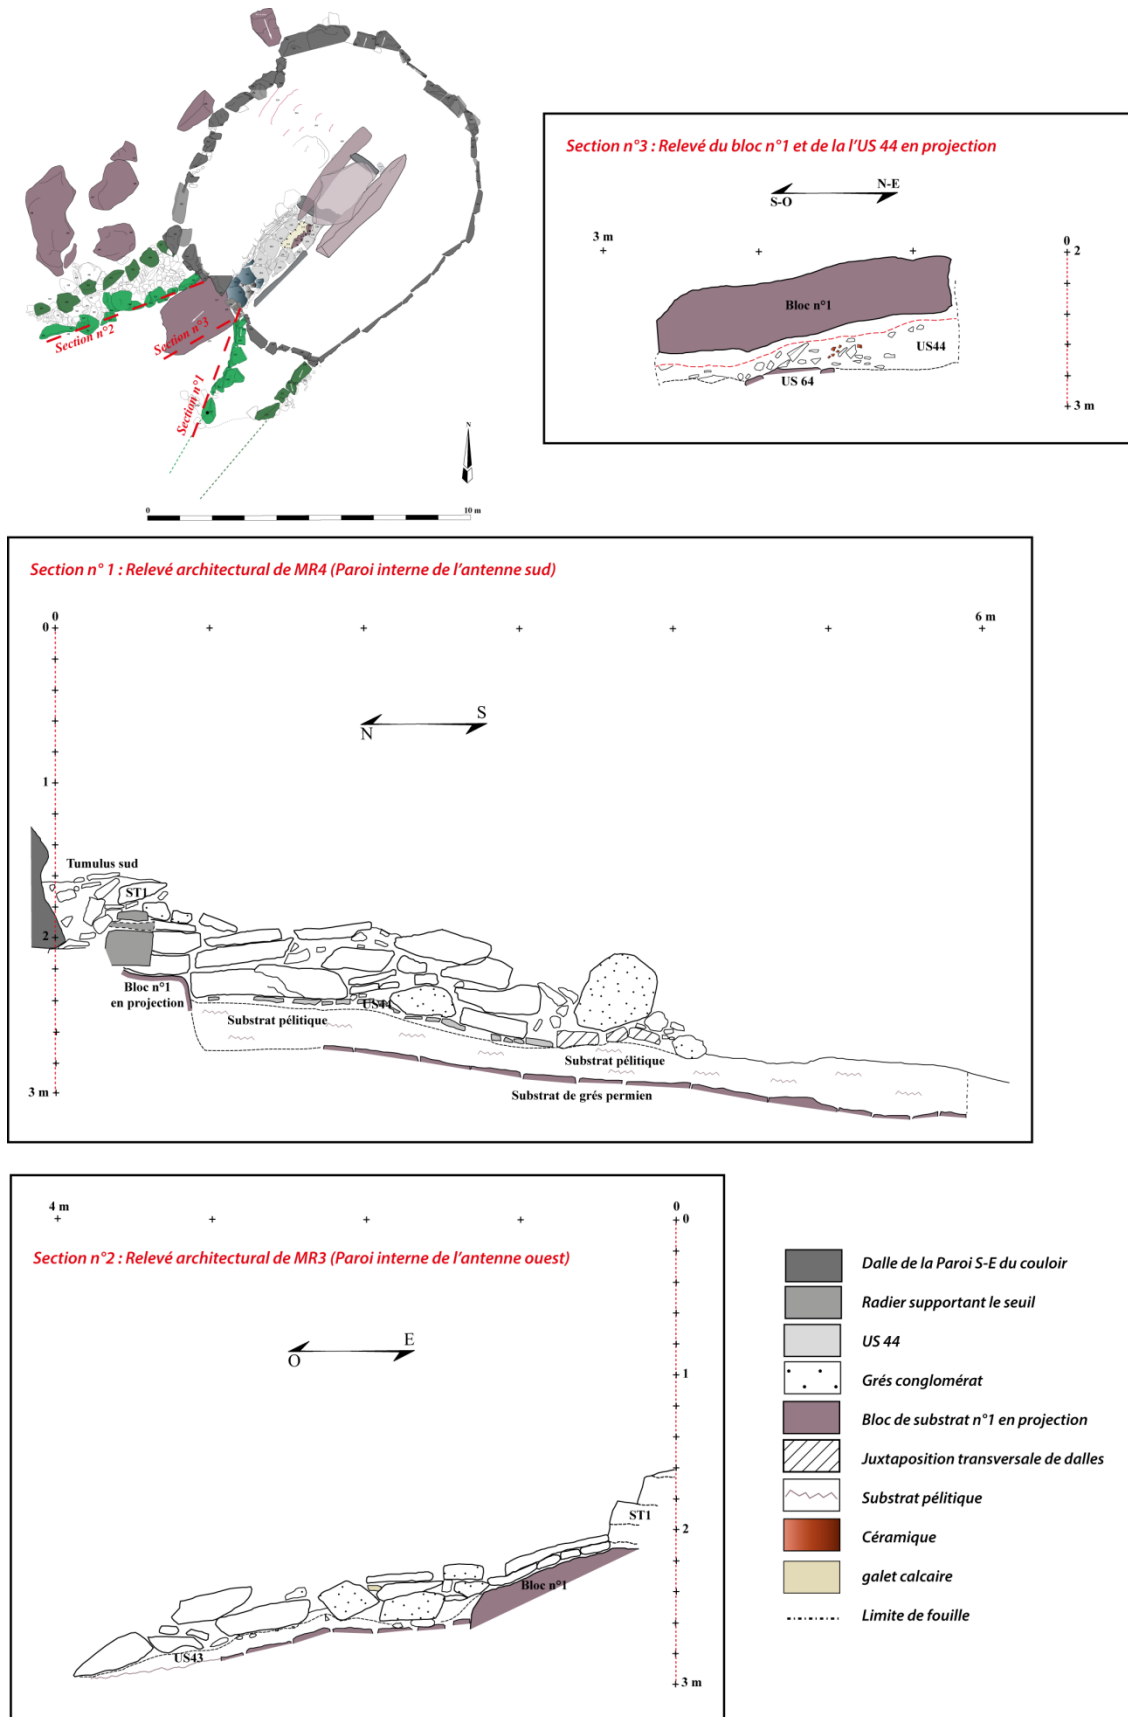 N
Section n°2
Section n°3
Section n°1
0
10 m
Section n°3 : Relevé du bloc n°1 et de la l'US 44 en projection
N-E
S-O
3 m
0
2
Bloc n°1
US44
US 64
3 m
Section n° 1 : Relevé architectural de MR4 (Paroi interne de l'antenne sud)
0
6 m
0
S
N
1
Tumulus sud
ST1
2
Bloc n°1
en projection
US44
Substrat pélitique
Substrat pélitique
3 m
Substrat de grés permien
4 m
0
0
Section n°2 : Relevé architectural de MR3 (Paroi interne de l'antenne ouest)
E
O
1
ST1
2
Bloc n°1
US43
3 m
Dalle de la Paroi S-E du couloir
Radier supportant le seuil
US 44
Grés conglomérat
Bloc de substrat n°1 en projection
Juxtaposition transversale de dalles
Substrat pélitique
Céramique
galet calcaire
Limite de fouille